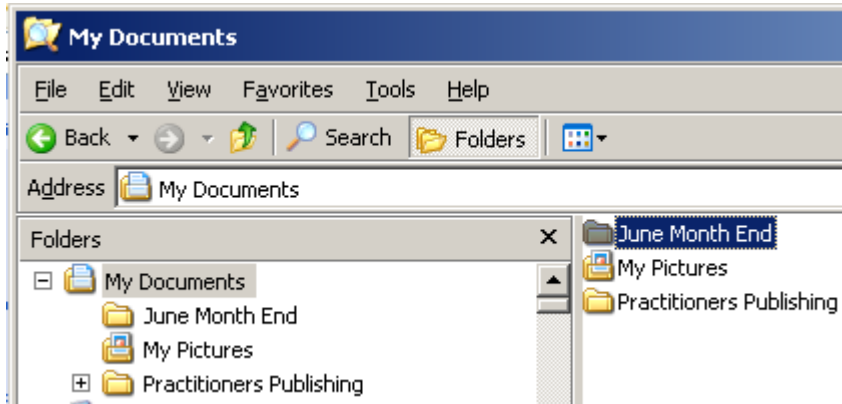 My Documents
File Edit View Favorites Tools Help
Back Search Folders
Address My Documents
Folders
My Documents
June Month End
My Pictures
Practitioners Publishing
June Month End
My Pictures
Practitioners Publishing